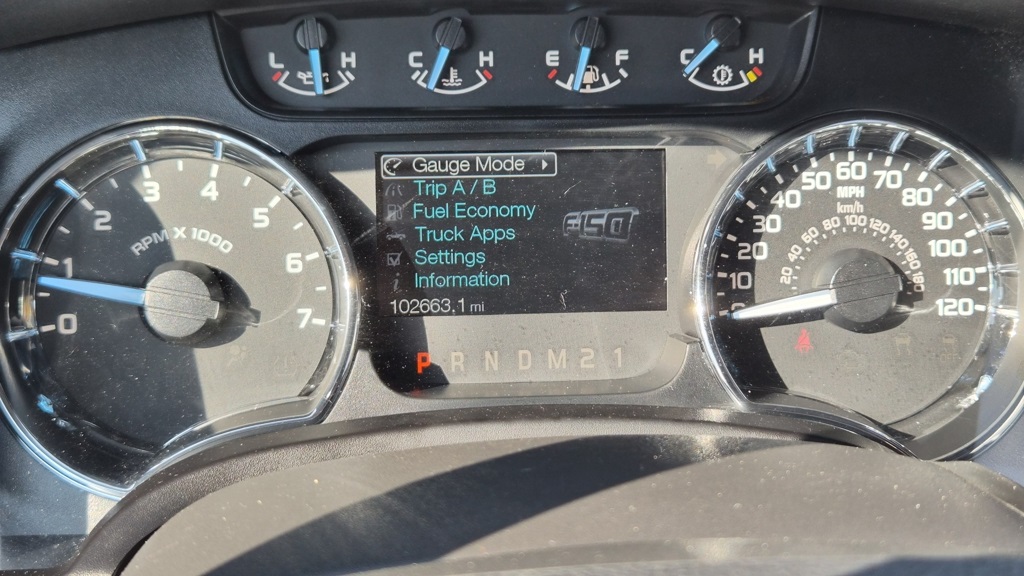 L H
C H
E F
C H
0 1 2 3 4 5 6 7
RPM X 1000
Gauge Mode
Trip A / B
Fuel Economy
Truck Apps
Settings
Information
102663.1 mi
F-150
P R N D M 2 1
0 10 20 30 40 50 60 70 80 90 100 110 120
MPH
km/h
20 40 60 80 100 120 140 160 180